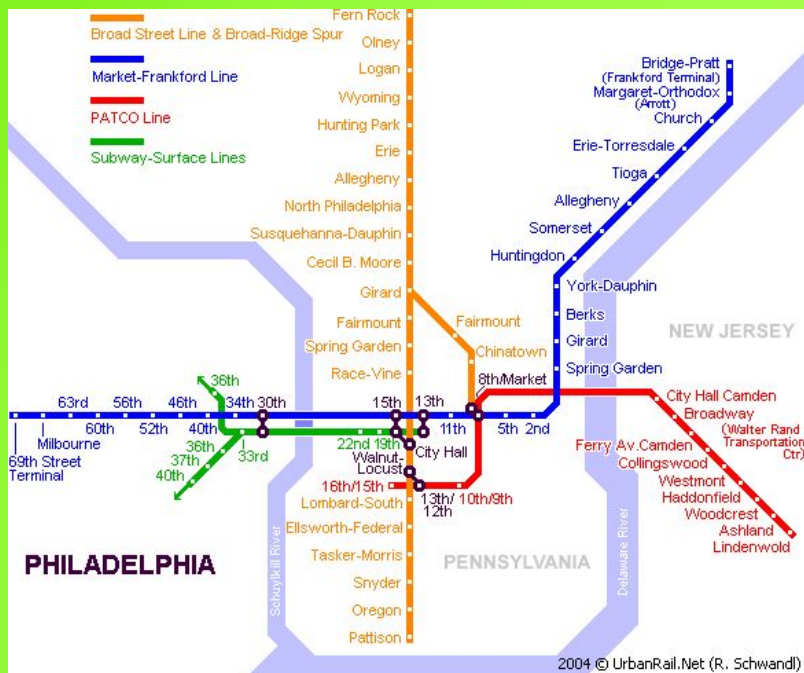 Broad Street Line & Broad-Ridge Spur
Market-Frankford Line
PATCO Line
Subway-Surface Lines
Fern Rock
Olney
Logan
Wyoming
Hunting Park
Erie
Allegheny
North Philadelphia
Susquehanna-Dauphin
Cecil B. Moore
Girard
Fairmount
Spring Garden
Race-Vine
Fairmount
Chinatown
8th/Market
Bridge-Pratt
(Frankford Terminal)
Margaret-Orthodox
(Arrott)
Church
Erie-Torresdale
Tioga
Allegheny
Somerset
Huntingdon
York-Dauphin
Berks
Girard
Spring Garden
NEW JERSEY
36th
63rd
56th
46th
34th
30th
15th
13th
60th
52th
40th
11th
5th
2nd
Milbourne
69th Street
Terminal
36th
37th
40th
33rd
22nd
19th
City Hall
Walnut-
Locust
16th/15th
13th/
12th
10th/9th
City Hall Camden
Broadway
(Walter Rand
Transportation
Ctr)
Ferry Av.Camden
Collingswood
Westmont
Haddonfield
Woodcrest
Ashland
Lindenwold
Lombard-South
Ellsworth-Federal
Tasker-Morris
Snyder
Oregon
Pattison
PHILADELPHIA
PENNSYLVANIA
Schuylkill River
Delaware River
2004 © UrbanRail.Net (R. Schwandl)